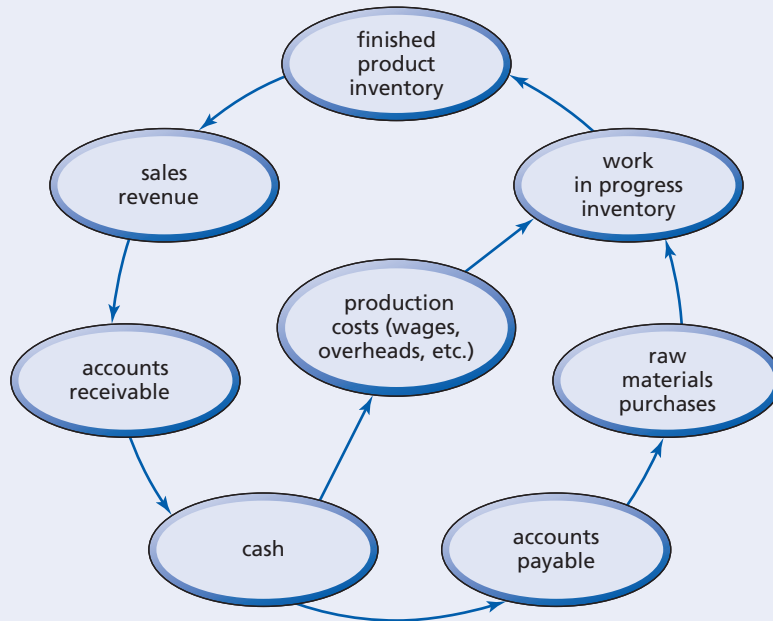 finished
product
inventory
sales
revenue
work
in progress
inventory
production
costs (wages,
overheads, etc.)
accounts
receivable
raw
materials
purchases
cash
accounts
payable